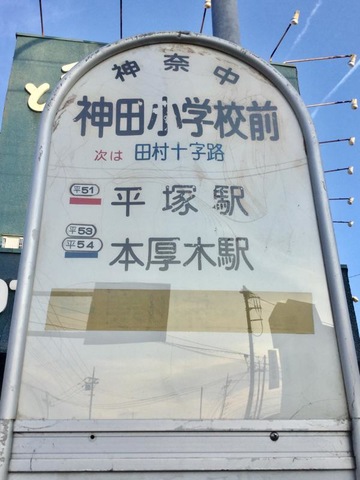 神奈中
神田小学校前
次は 田村十字路
平51 平塚駅
平53
平54 本厚木駅